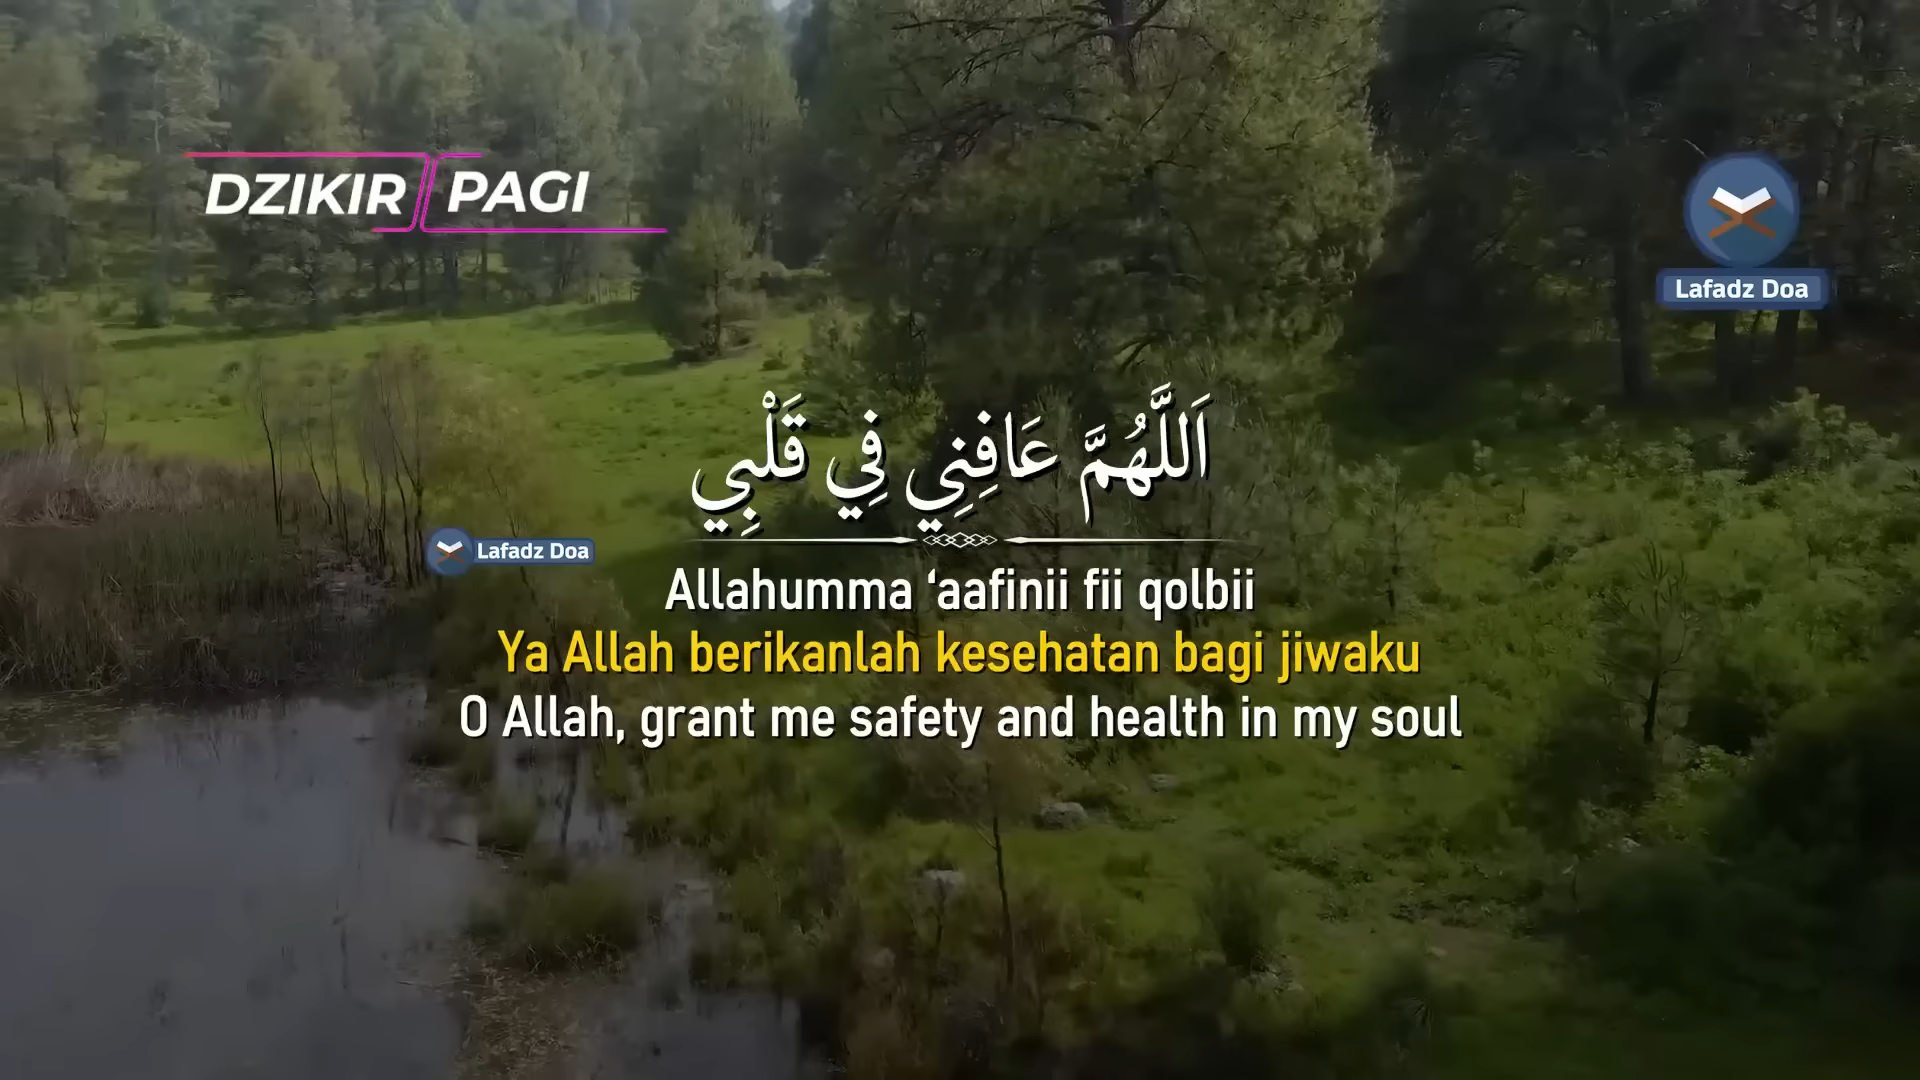 DZIKIR PAGI
Lafadz Doa
اَللَّهُمَّ عَافِنِي فِي قَلْبِي
Lafadz Doa
Allahumma ‘aafinii fii qolbii
Ya Allah berikanlah kesehatan bagi jiwaku
O Allah, grant me safety and health in my soul